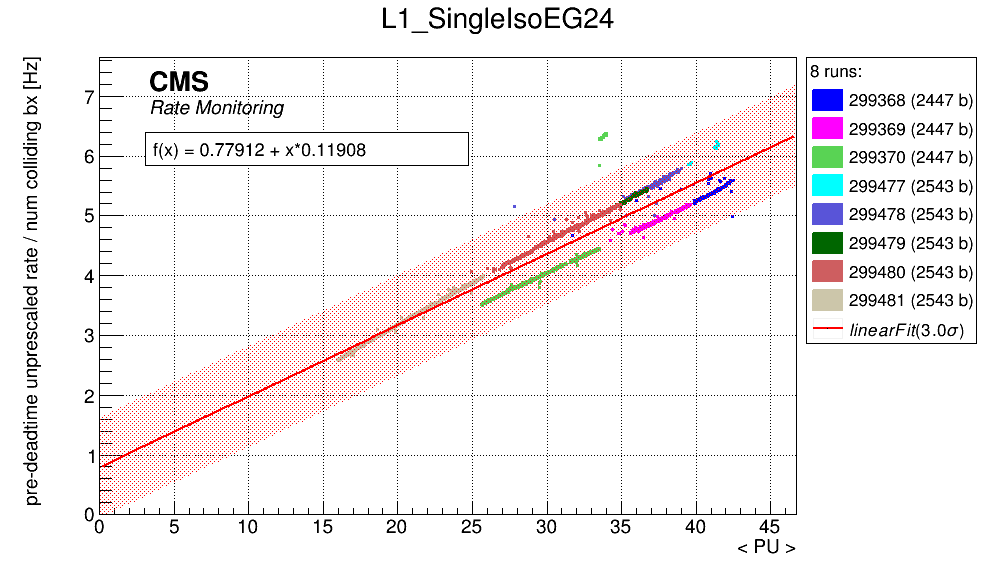 L1_SingleIsoEG24
pre-deadtime unprescaled rate / num colliding bx [Hz]
CMS
Rate Monitoring
f(x) = 0.77912 + x*0.11908
7
6
5
4
3
2
1
0
0 5 10 15 20 25 30 35 40 45
< PU >
8 runs:
299368 (2447 b)
299369 (2447 b)
299370 (2447 b)
299477 (2543 b)
299478 (2543 b)
299479 (2543 b)
299480 (2543 b)
299481 (2543 b)
linearFit(3.0σ)